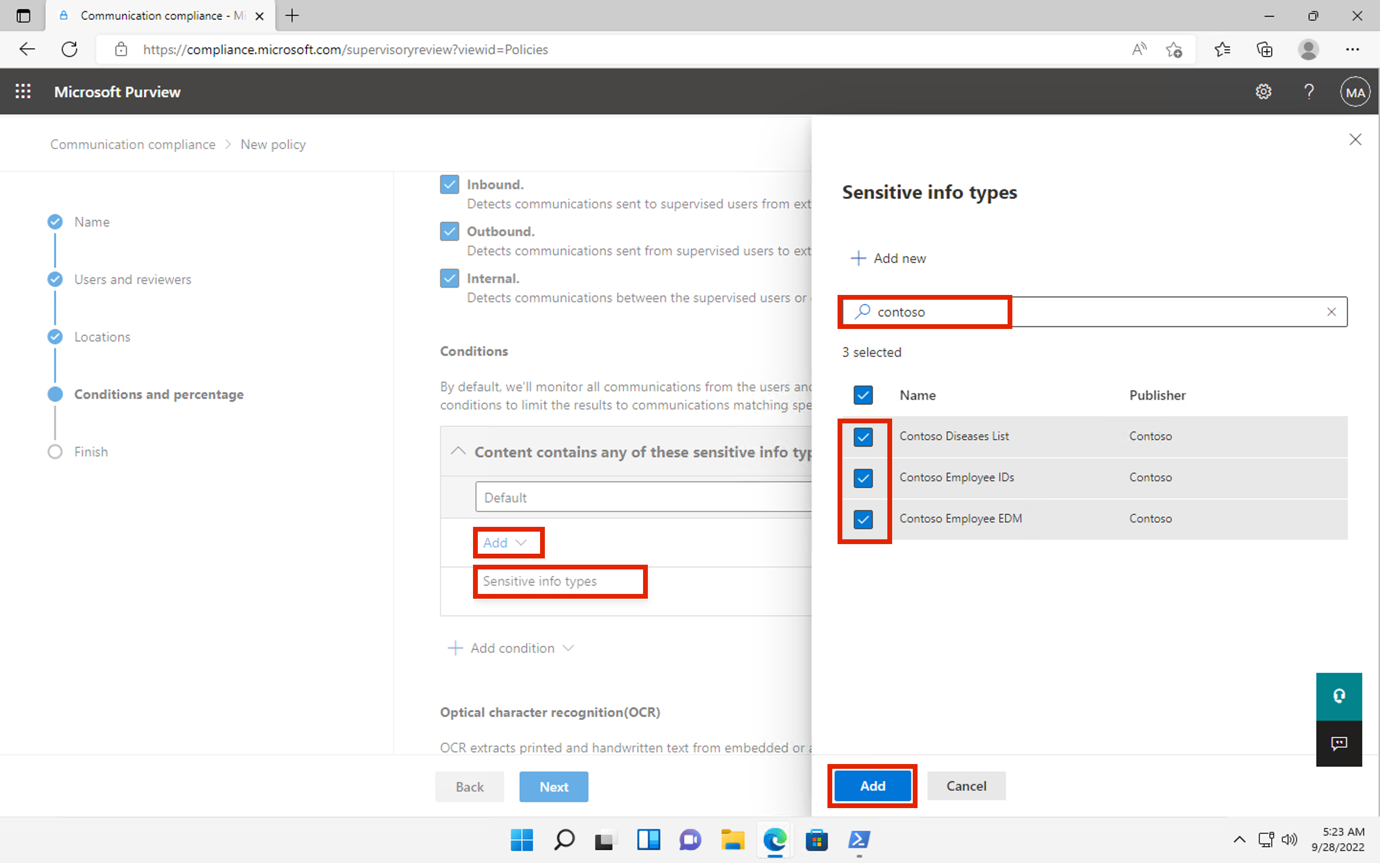 Communication compliance - Mi
https://compliance.microsoft.com/supervisoryreview?viewid=Policies
Microsoft Purview
MA
Communication compliance > New policy
Name
Users and reviewers
Locations
Conditions and percentage
Finish
Inbound.
Detects communications sent to supervised users from ext
Outbound.
Detects communications sent from supervised users to ext
Internal.
Detects communications between the supervised users or
Conditions
By default, we'll monitor all communications from the users and
conditions to limit the results to communications matching spe
Content contains any of these sensitive info typ
Default
Add
Sensitive info types
Add condition
Optical character recognition(OCR)
OCR extracts printed and handwritten text from embedded or a
Back
Next
Sensitive info types
Add new
contoso
3 selected
Name Publisher
Contoso Diseases List Contoso
Contoso Employee IDs Contoso
Contoso Employee EDM Contoso
Add
Cancel
5:23 AM
9/28/2022